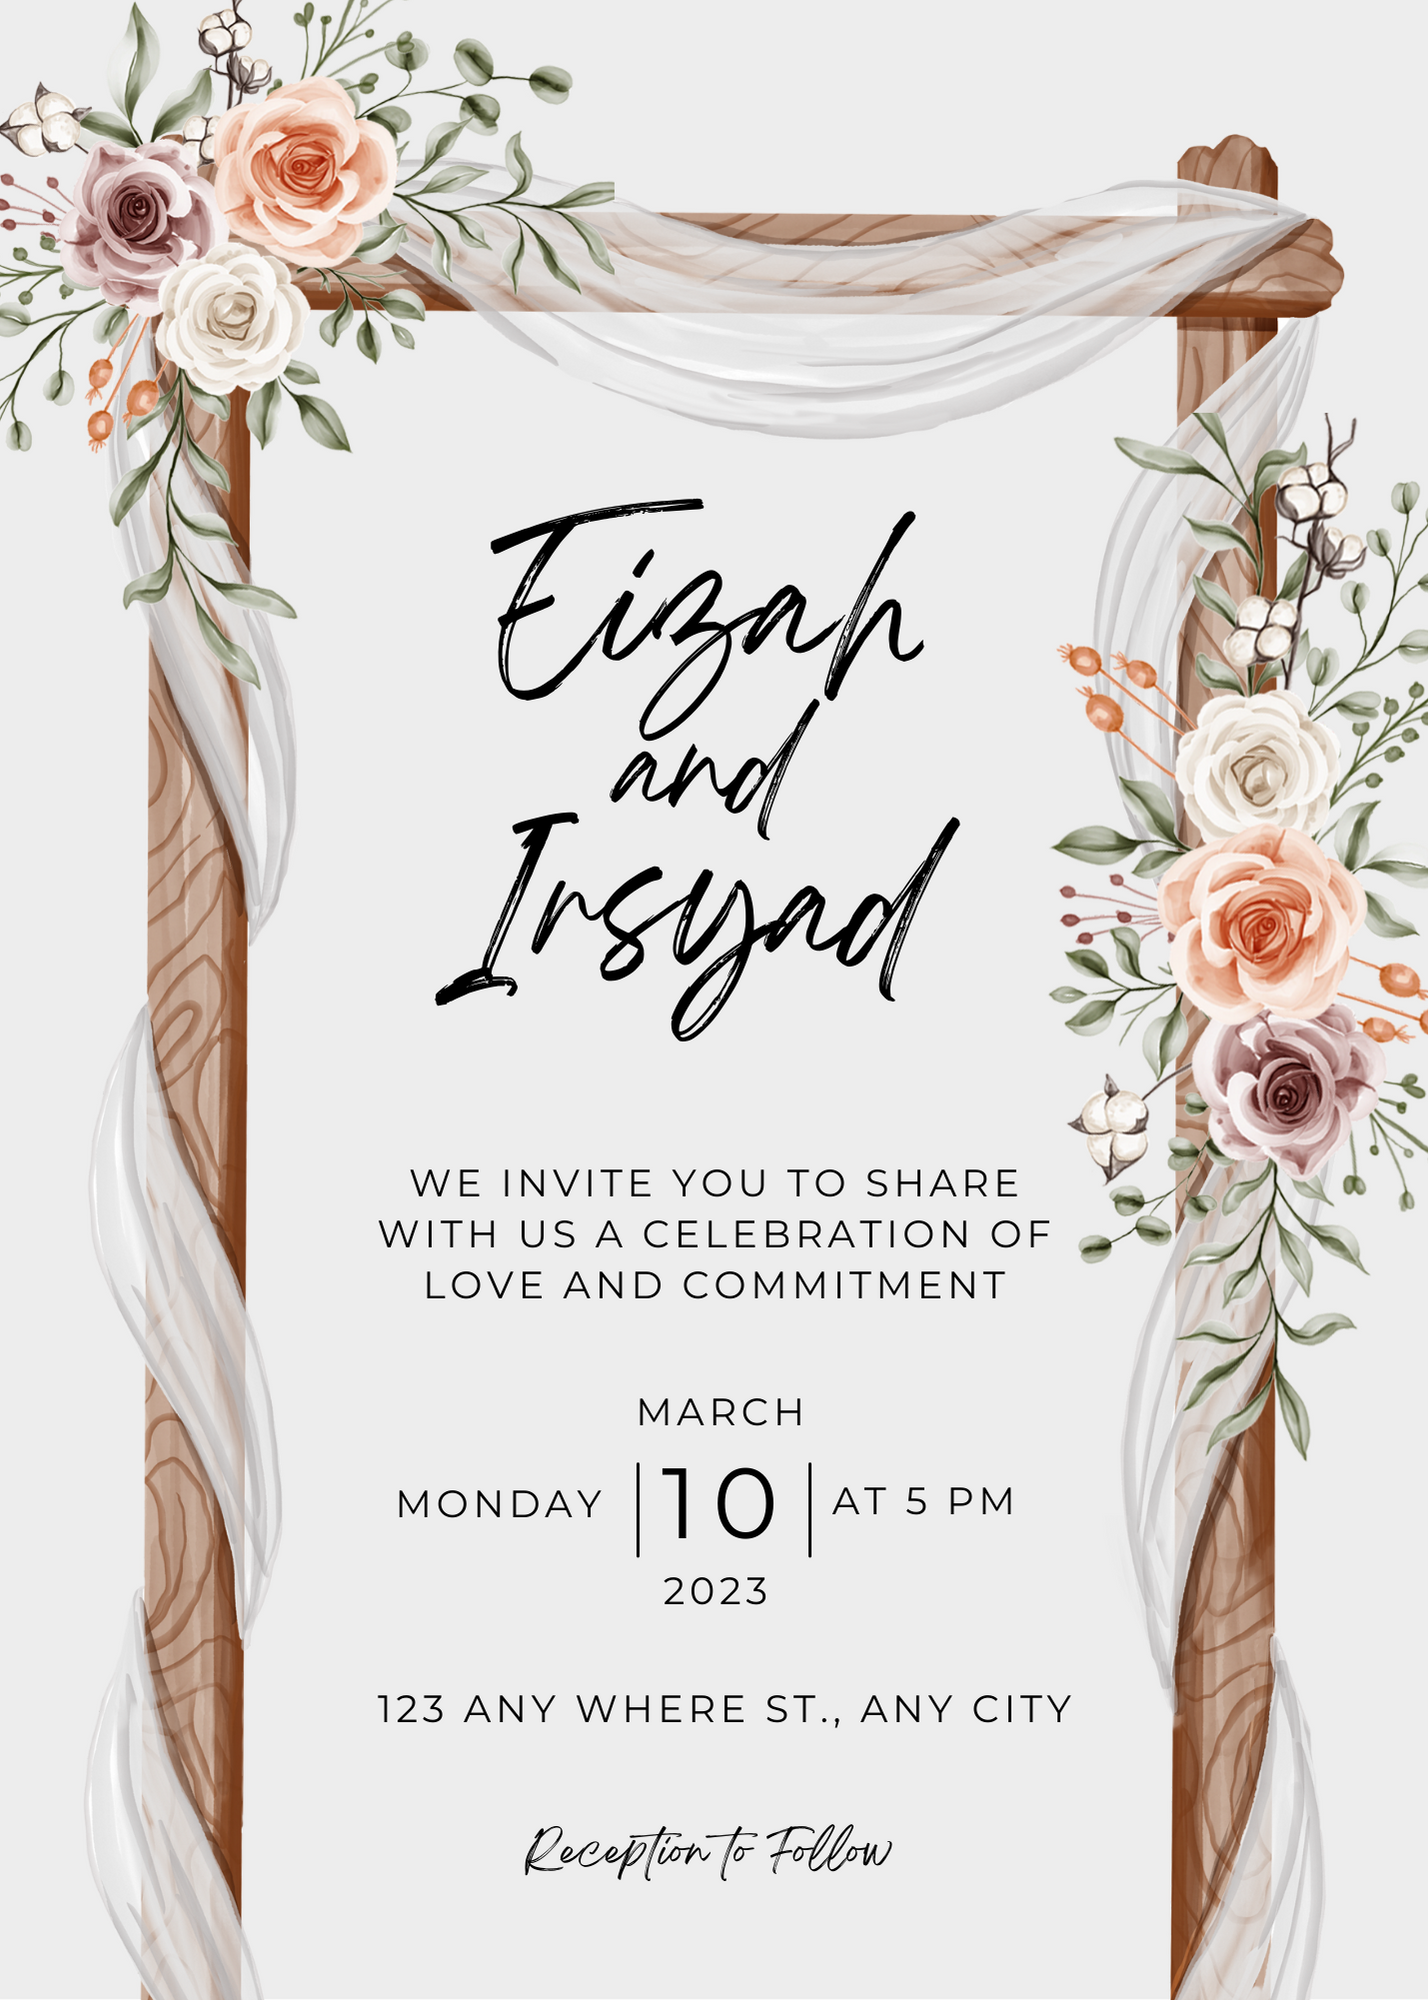 Eizah
and
Irsyad
WE INVITE YOU TO SHARE
WITH US A CELEBRATION OF
LOVE AND COMMITMENT
MARCH
MONDAY 10 AT 5 PM
2023
123 ANY WHERE ST., ANY CITY
Reception to Follow